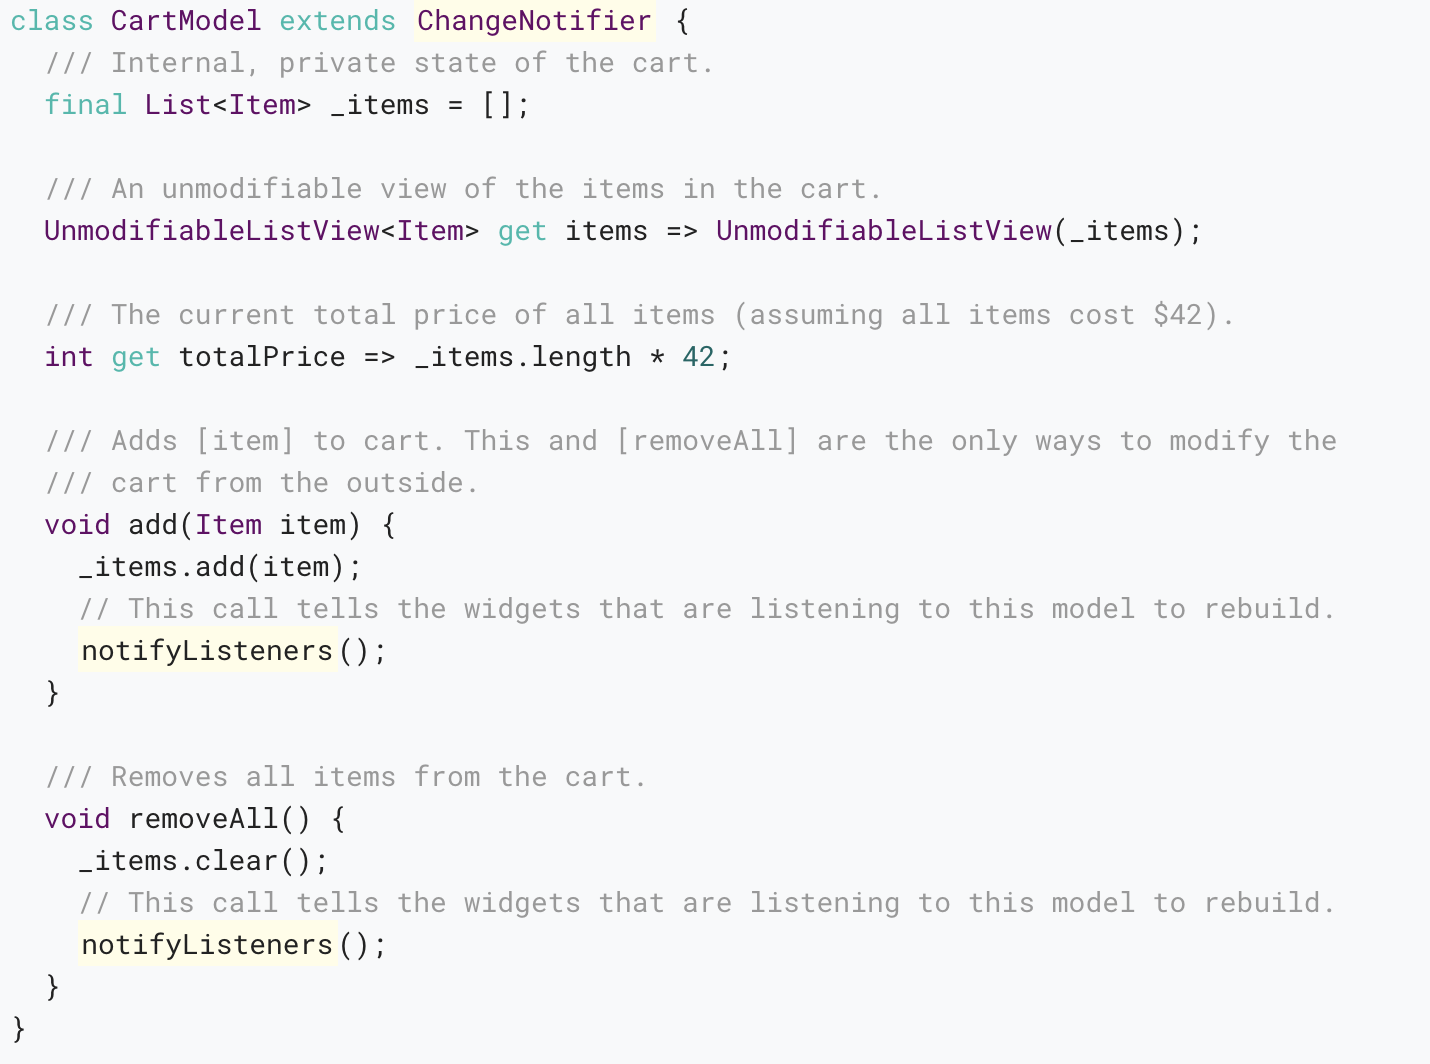 class CartModel extends ChangeNotifier {
  /// Internal, private state of the cart.
  final List<Item> _items = [];

  /// An unmodifiable view of the items in the cart.
  UnmodifiableListView<Item> get items => UnmodifiableListView(_items);

  /// The current total price of all items (assuming all items cost $42).
  int get totalPrice => _items.length * 42;

  /// Adds [item] to cart. This and [removeAll] are the only ways to modify the
  /// cart from the outside.
  void add(Item item) {
    _items.add(item);
    // This call tells the widgets that are listening to this model to rebuild.
    notifyListeners();
  }

  /// Removes all items from the cart.
  void removeAll() {
    _items.clear();
    // This call tells the widgets that are listening to this model to rebuild.
    notifyListeners();
  }
}